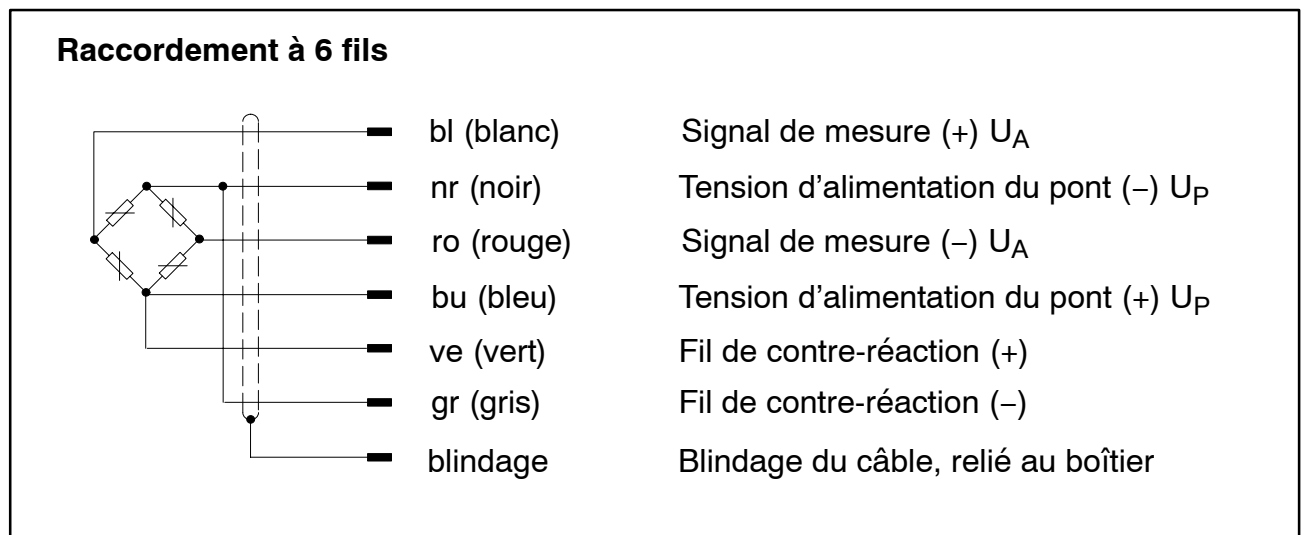 Raccordement à 6 fils
bl (blanc) Signal de mesure (+) UA
nr (noir) Tension d’alimentation du pont (−) UP
ro (rouge) Signal de mesure (−) UA
bu (bleu) Tension d’alimentation du pont (+) UP
ve (vert) Fil de contre-réaction (+)
gr (gris) Fil de contre-réaction (−)
blindage Blindage du câble, relié au boîtier